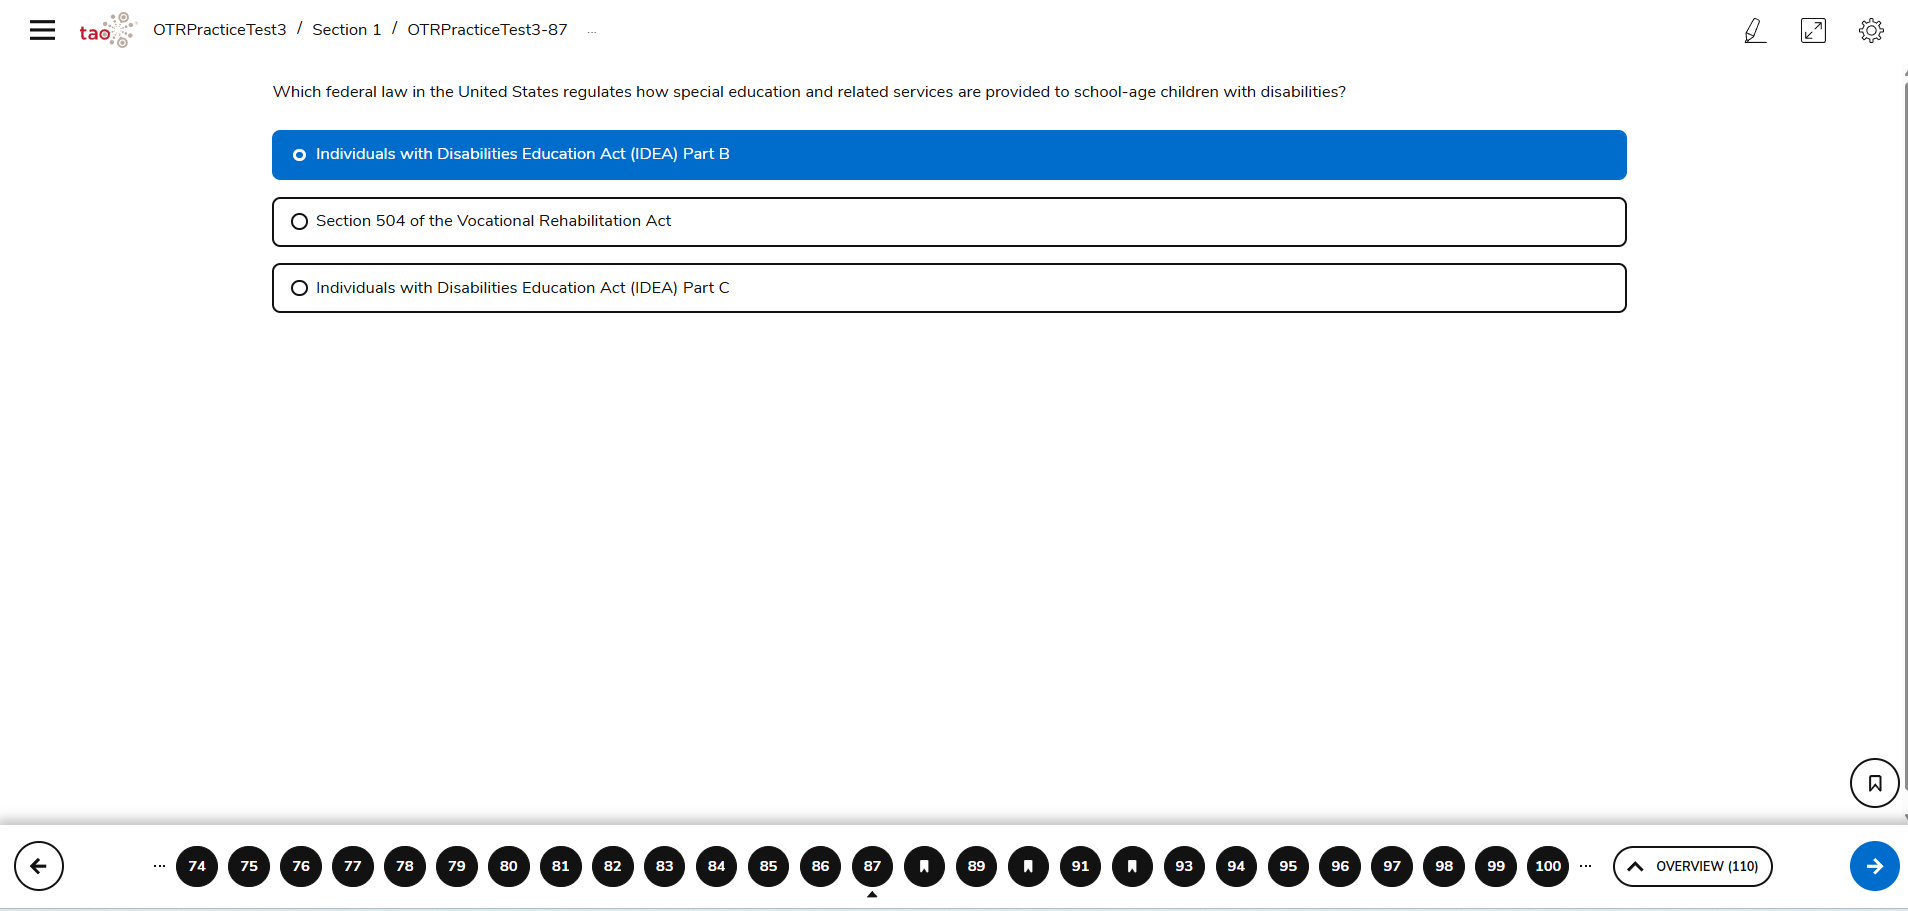 tao
OTRPracticeTest3 / Section 1 / OTRPracticeTest3-87 ...
Which federal law in the United States regulates how special education and related services are provided to school-age children with disabilities?
Individuals with Disabilities Education Act (IDEA) Part B
Section 504 of the Vocational Rehabilitation Act
Individuals with Disabilities Education Act (IDEA) Part C
... 74 75 76 77 78 79 80 81 82 83 84 85 86 87 89 91 93 94 95 96 97 98 99 100 ... OVERVIEW (110)